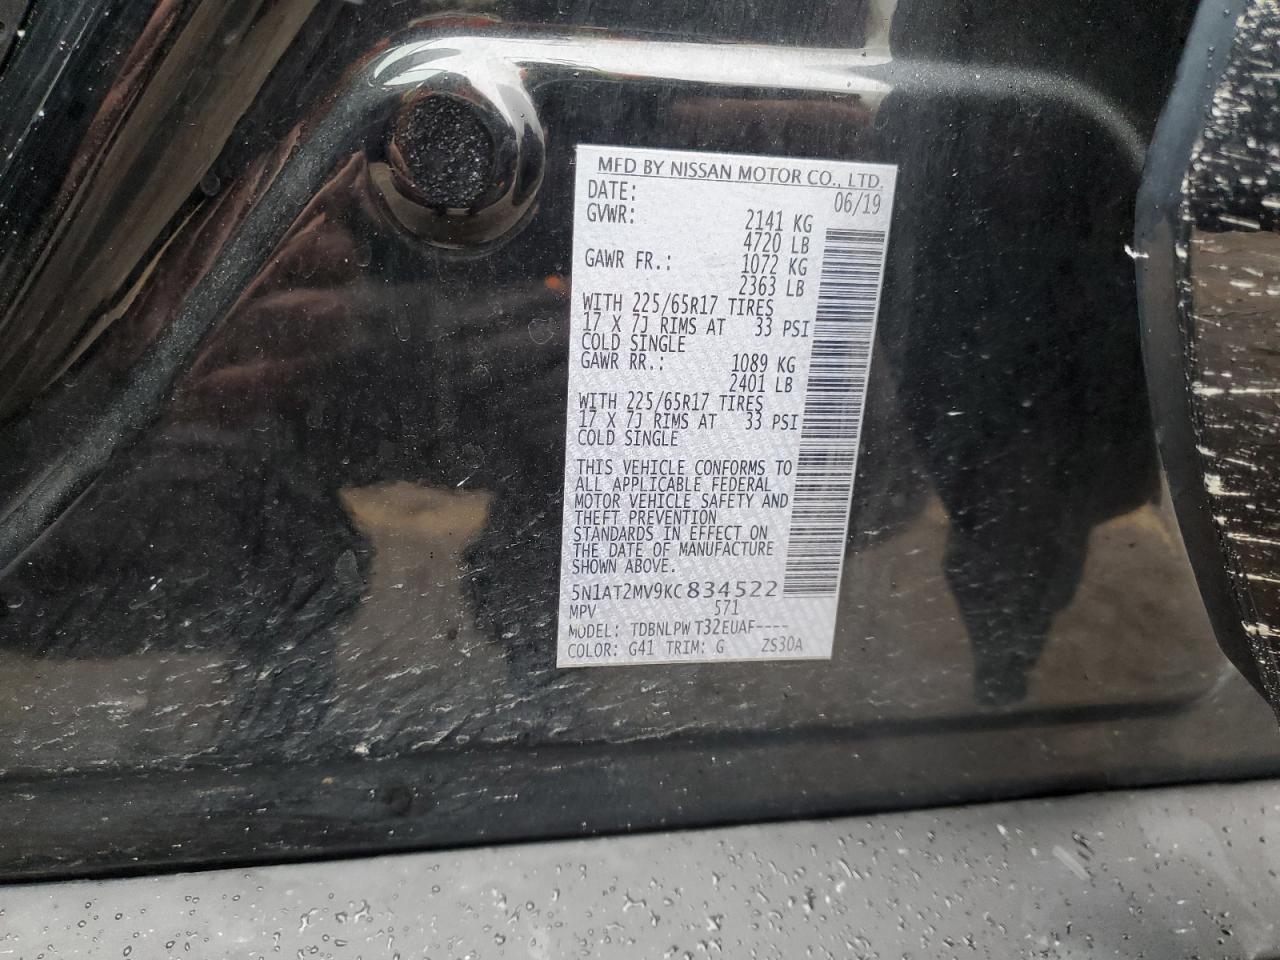 MFD BY NISSAN MOTOR CO., LTD.
DATE: 06/19
GVWR: 2141 KG
4720 LB
GAWR FR.: 1072 KG
2363 LB
WITH 225/65R17 TIRES
17 X 7J RIMS AT 33 PSI
COLD SINGLE
GAWR RR.: 1089 KG
2401 LB
WITH 225/65R17 TIRES
17 X 7J RIMS AT 33 PSI
COLD SINGLE
THIS VEHICLE CONFORMS TO
ALL APPLICABLE FEDERAL
MOTOR VEHICLE SAFETY AND
THEFT PREVENTION
STANDARDS IN EFFECT ON
THE DATE OF MANUFACTURE
SHOWN ABOVE.
5N1AT2MV9KC834522
MPV 571
MODEL: TDBNLPW T32EUAF----
COLOR: G41 TRIM: G ZS30A